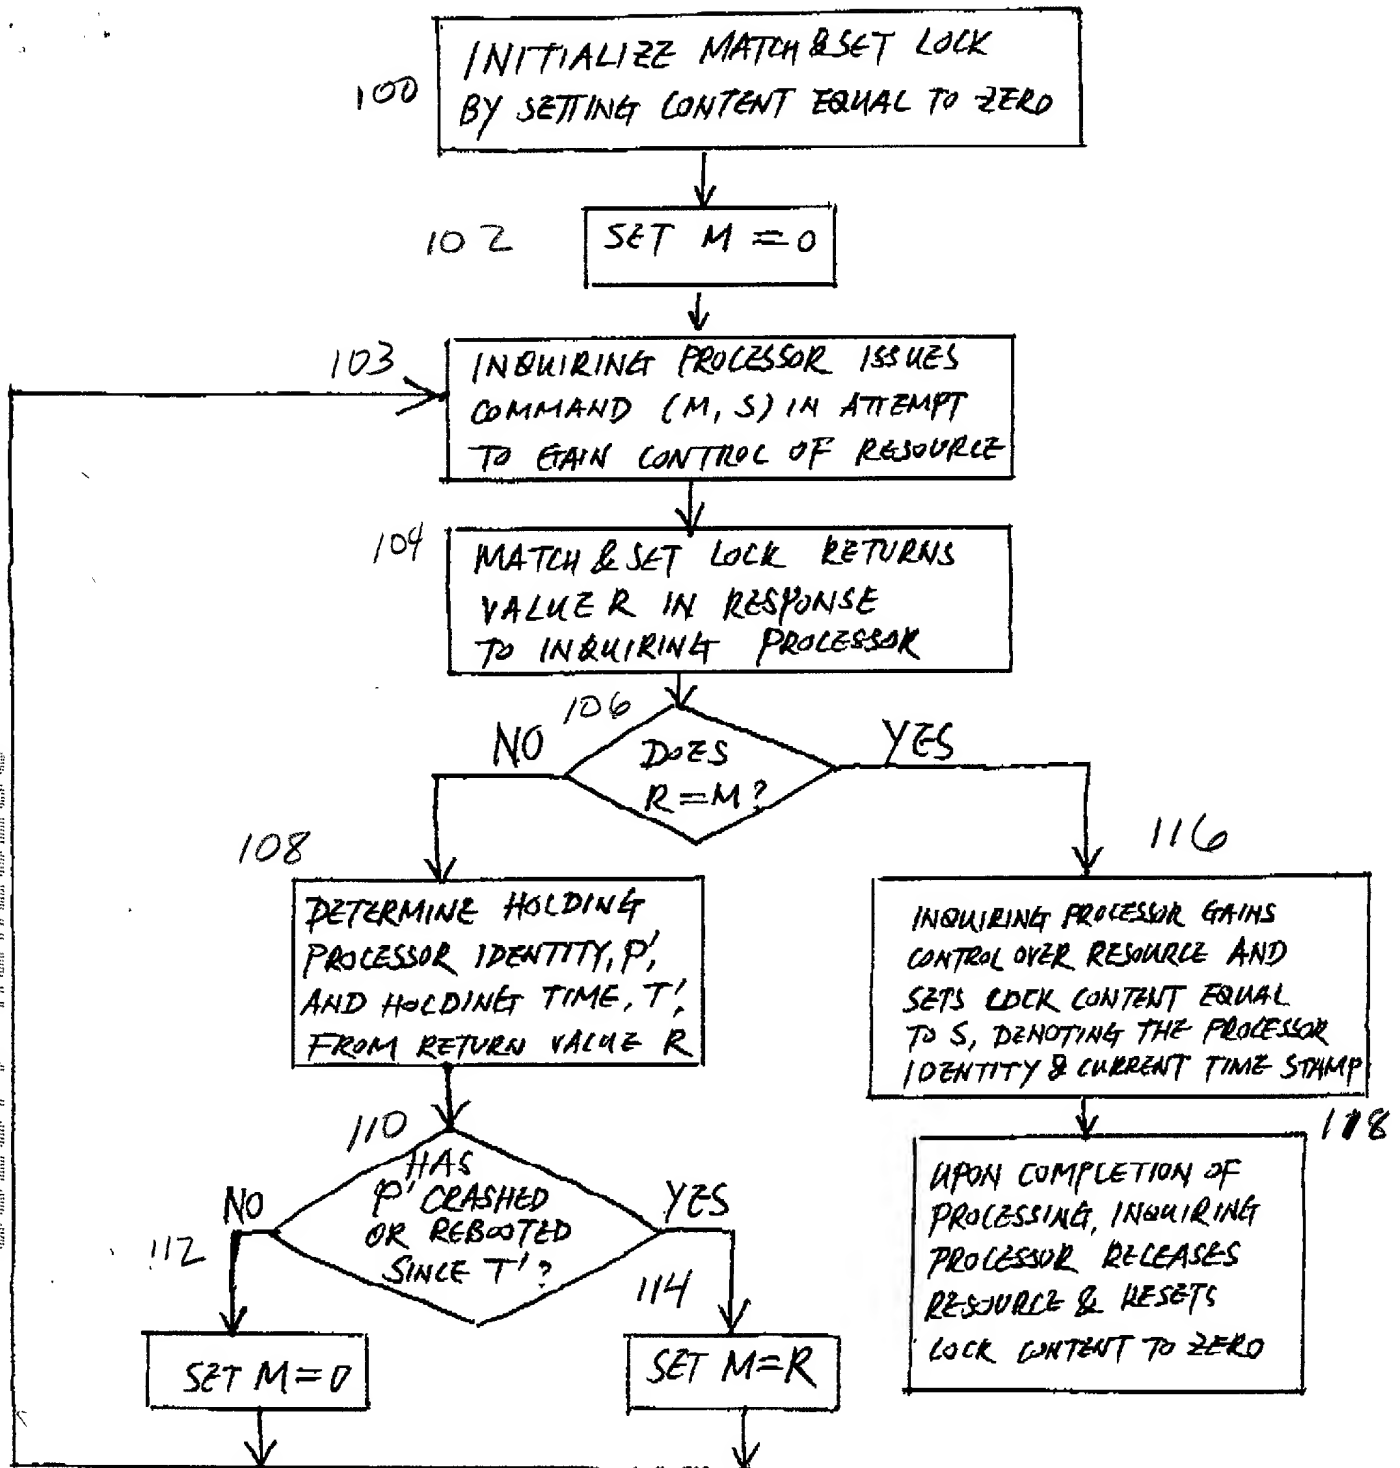 100
INITIALIZE MATCH & SET LOCK
BY SETTING CONTENT EQUAL TO ZERO
102
SET M = 0
103
INQUIRING PROCESSOR ISSUES
COMMAND (M, S) IN ATTEMPT
TO GAIN CONTROL OF RESOURCE
104
MATCH & SET LOCK RETURNS
VALUE R IN RESPONSE
TO INQUIRING PROCESSOR
106
NO
DOES
R = M?
YES
108
DETERMINE HOLDING
PROCESSOR IDENTITY, P',
AND HOLDING TIME, T',
FROM RETURN VALUE R
116
INQUIRING PROCESSOR GAINS
CONTROL OVER RESOURCE AND
SETS LOCK CONTENT EQUAL
TO S, DENOTING THE PROCESSOR
IDENTITY & CURRENT TIME STAMP
110
NO
HAS
P' CRASHED
OR REBOOTED
SINCE T'?
YES
118
UPON COMPLETION OF
PROCESSING, INQUIRING
PROCESSOR RELEASES
RESOURCE & RESETS
LOCK CONTENT TO ZERO
112
SET M = 0
114
SET M = R